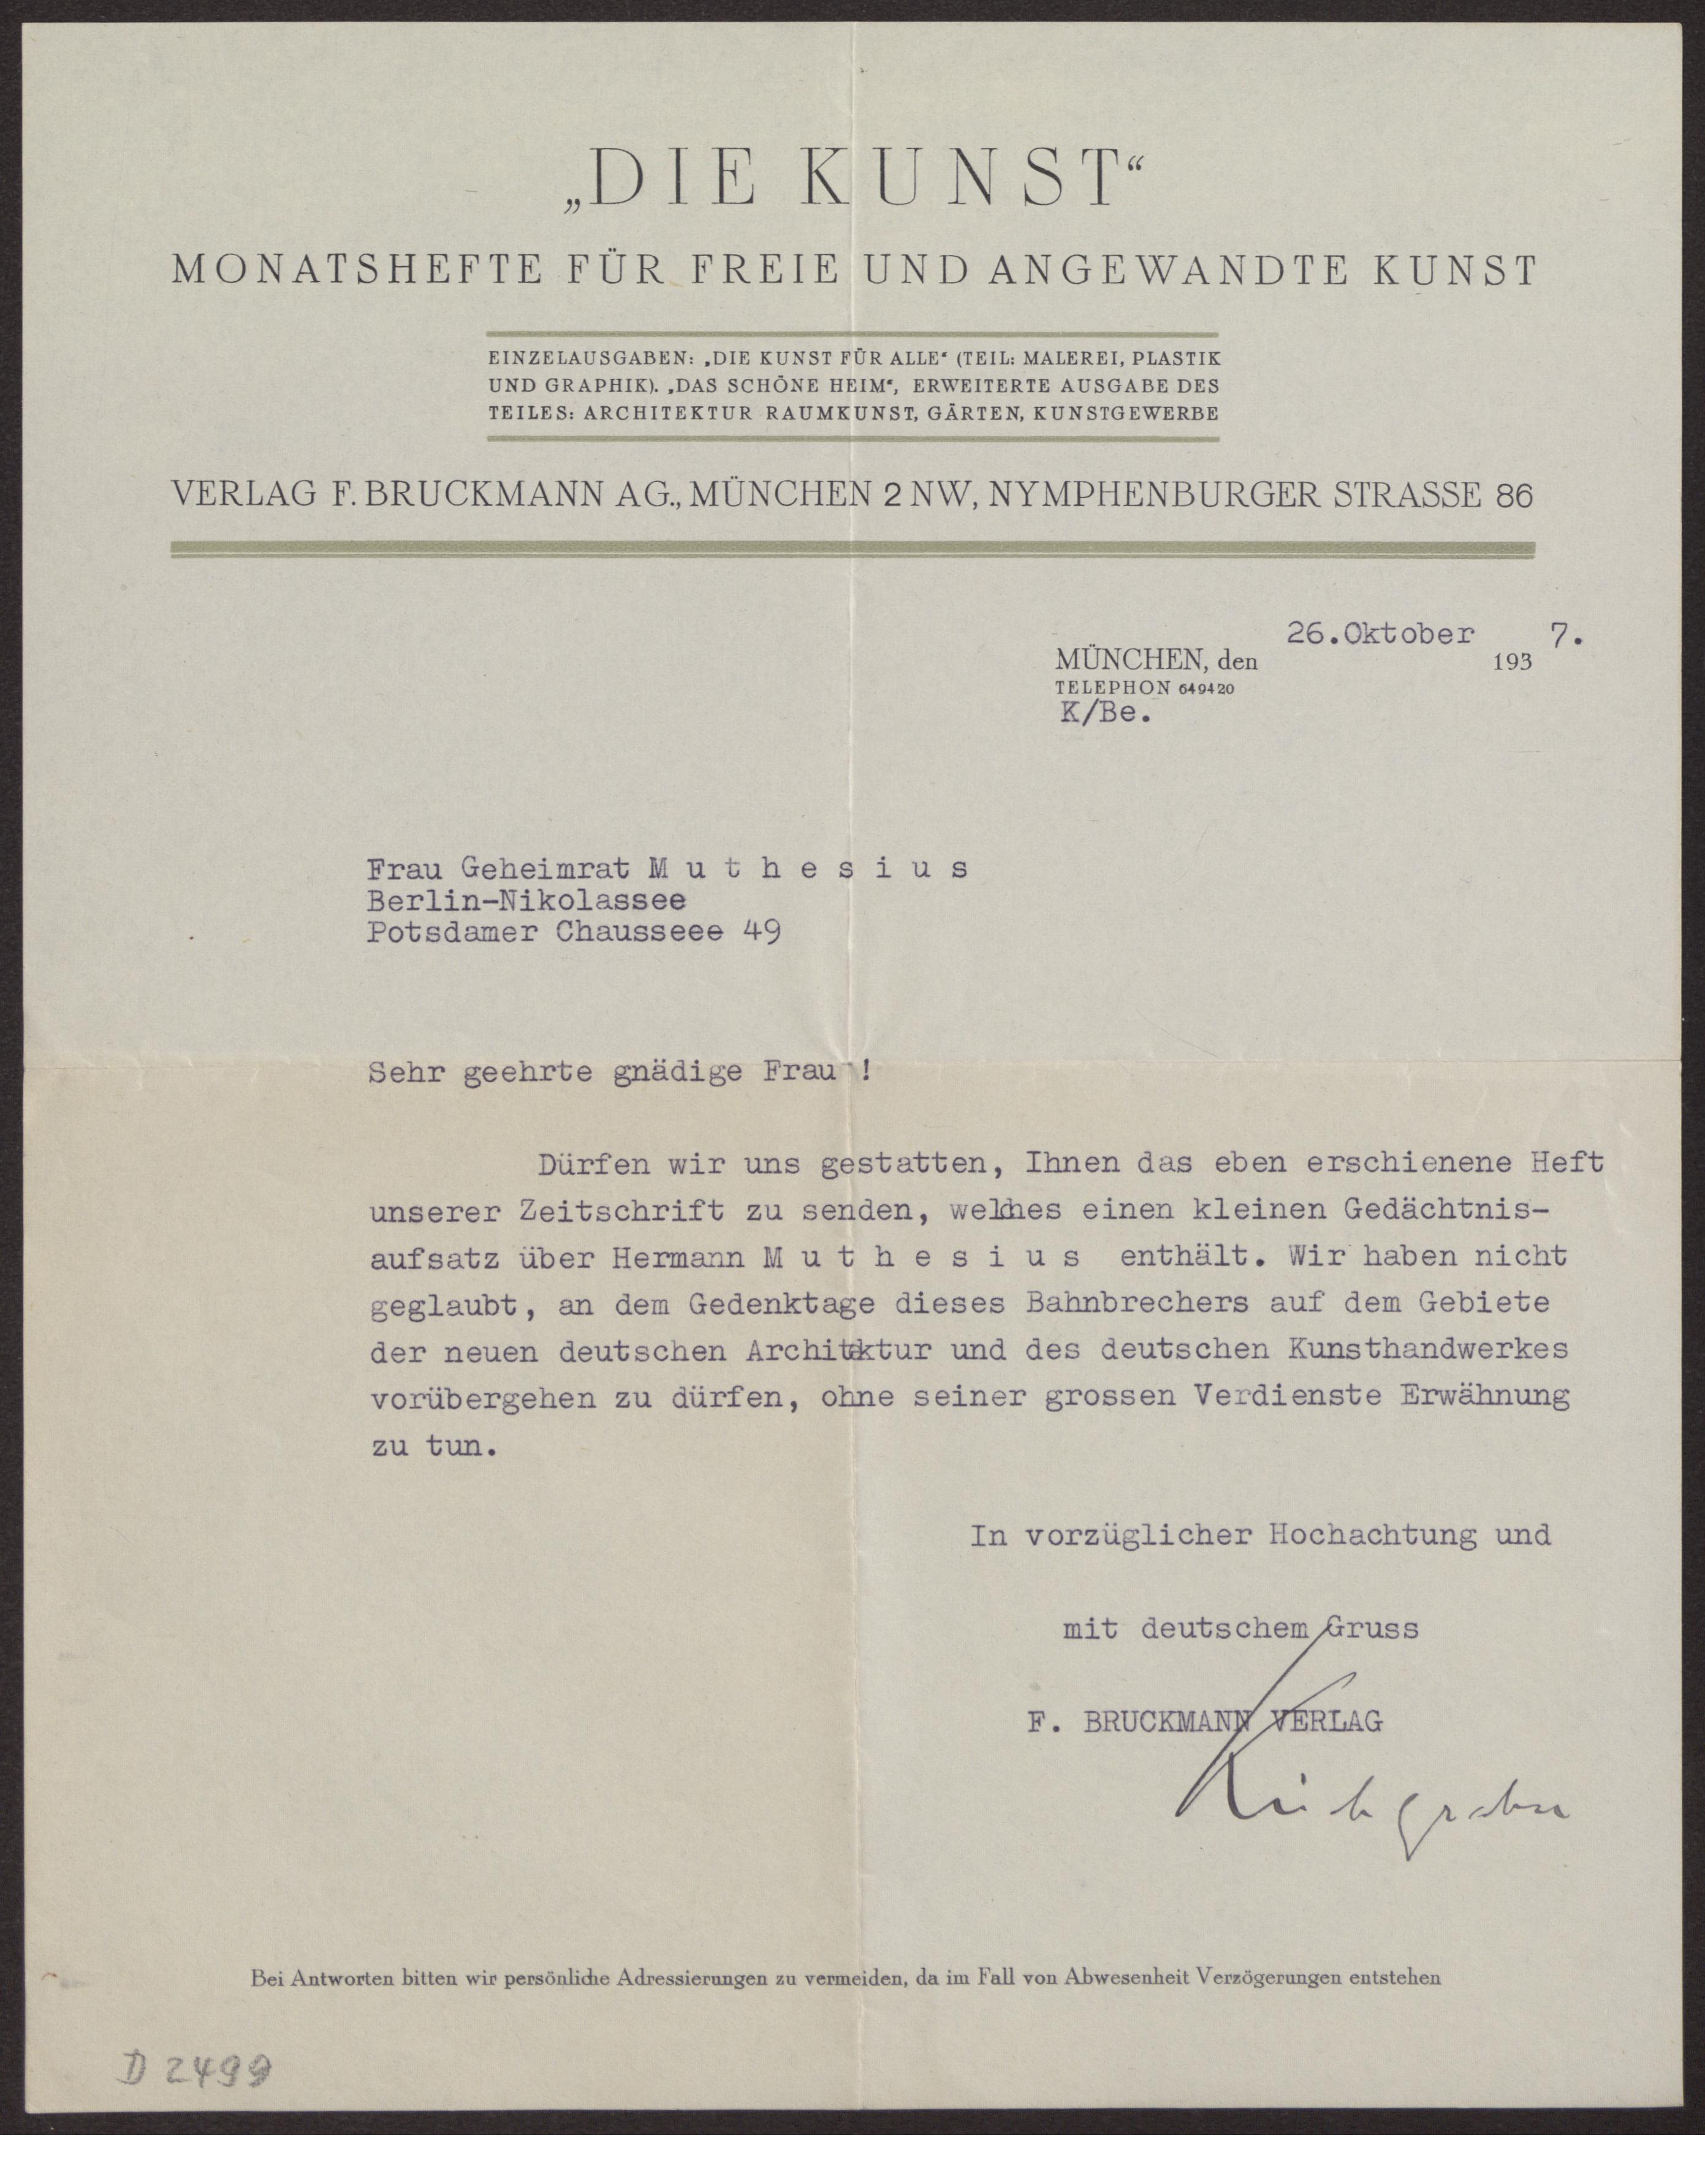 „DIE KUNST“
MONATSHEFTE FÜR FREIE UND ANGEWANDTE KUNST
EINZELAUSGABEN: „DIE KUNST FÜR ALLE“ (TEIL: MALEREI, PLASTIK
UND GRAPHIK). „DAS SCHÖNE HEIM“, ERWEITERTE AUSGABE DES
TEILES: ARCHITEKTUR RAUMKUNST, GÄRTEN, KUNSTGEWERBE
VERLAG F. BRUCKMANN AG., MÜNCHEN 2 NW, NYMPHENBURGER STRASSE 86
MÜNCHEN, den 26.Oktober 1937.
TELEPHON 649420
K/Be.
Frau Geheimrat M u t h e s i u s
Berlin-Nikolassee
Potsdamer Chausseee 49
Sehr geehrte gnädige Frau !
Dürfen wir uns gestatten, Ihnen das eben erschienene Heft
unserer Zeitschrift zu senden, welches einen kleinen Gedächtnis-
aufsatz über Hermann M u t h e s i u s enthält. Wir haben nicht
geglaubt, an dem Gedenktage dieses Bahnbrechers auf dem Gebiete
der neuen deutschen Architektur und des deutschen Kunsthandwerkes
vorübergehen zu dürfen, ohne seiner grossen Verdienste Erwähnung
zu tun.
In vorzüglicher Hochachtung und
mit deutschem Gruss
F. BRUCKMANN VERLAG
Bei Antworten bitten wir persönliche Adressierungen zu vermeiden, da im Fall von Abwesenheit Verzögerungen entstehen
D 2499